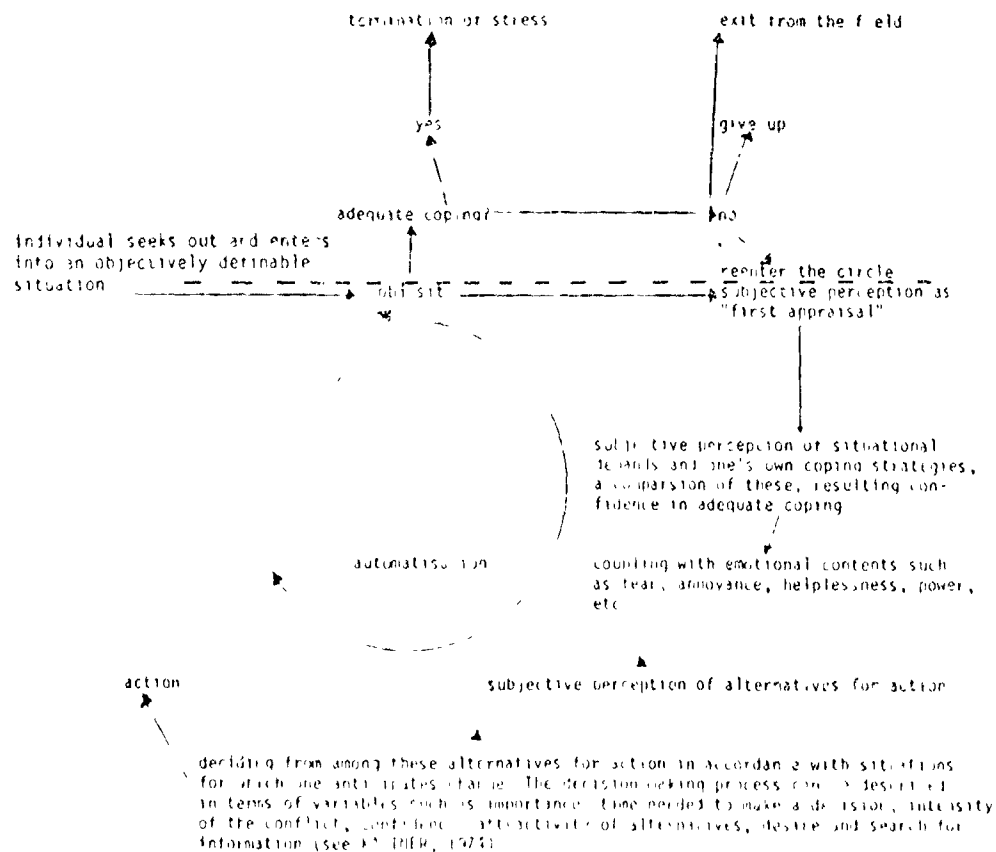 termination of stress
exit from the field
yes
give up
adequate coping?
no
individual seeks out and enters
into an objectively definable
situation
obj sit
reenter the circle
subjective perception as
"first appraisal"
subjective perception of situational
demands and one's own coping strategies,
a comparsion of these, resulting con-
fidence in adequate coping
automatisation
coupling with emotional contents such
as fear, annoyance, helplessness, power,
etc
action
subjective perception of alternatives for action
deciding from among these alternatives for action in accordance with situations
for which one anticipates change. The decision making process can be described
in terms of variables such as importance, time needed to make a decision, intensity
of the conflict, confidence, attractivity of alternatives, desire and search for
information (see 1974)